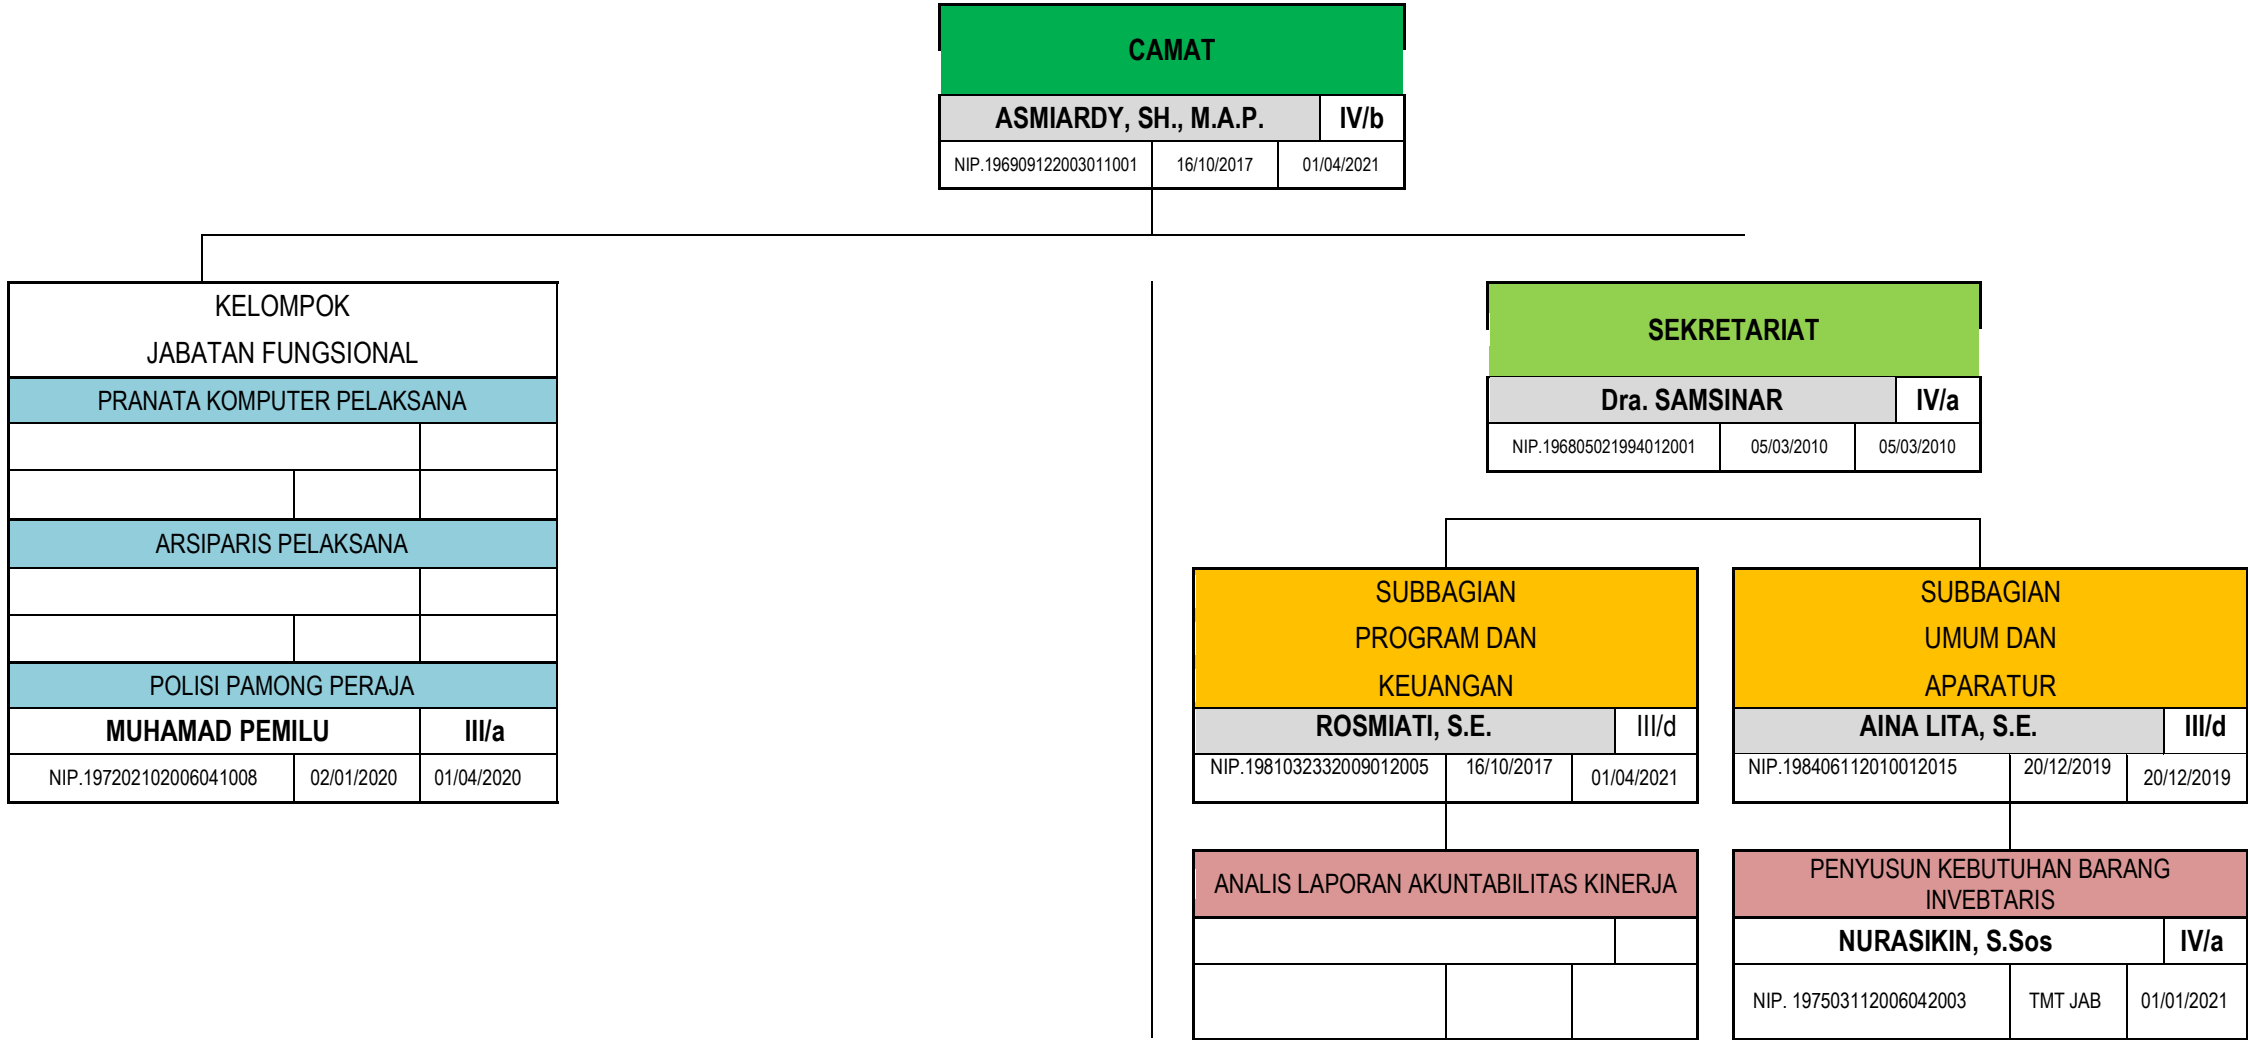 CAMAT
ASMIARDY, SH., M.A.P. IV/b
NIP.196909122003011001 16/10/2017 01/04/2021
KELOMPOK
JABATAN FUNGSIONAL
PRANATA KOMPUTER PELAKSANA
ARSIPARIS PELAKSANA
POLISI PAMONG PERAJA
MUHAMAD PEMILU III/a
NIP.197202102006041008 02/01/2020 01/04/2020
SEKRETARIAT
Dra. SAMSINAR IV/a
NIP.196805021994012001 05/03/2010 05/03/2010
SUBBAGIAN
PROGRAM DAN
KEUANGAN
ROSMIATI, S.E. III/d
NIP.1981032332009012005 16/10/2017 01/04/2021
ANALIS LAPORAN AKUNTABILITAS KINERJA
SUBBAGIAN
UMUM DAN
APARATUR
AINA LITA, S.E. III/d
NIP.198406112010012015 20/12/2019 20/12/2019
PENYUSUN KEBUTUHAN BARANG
INVEBTARIS
NURASIKIN, S.Sos IV/a
NIP. 197503112006042003 TMT JAB 01/01/2021